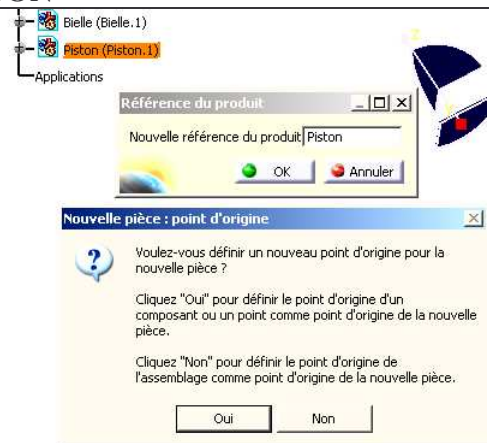 Bielle (Bielle.1)
Piston (Piston.1)
Applications
Référence du produit
Nouvelle référence du produit Piston
OK Annuler
Nouvelle pièce : point d'origine
Voulez-vous définir un nouveau point d'origine pour la
nouvelle pièce ?
Cliquez "Oui" pour définir le point d'origine d'un
composant ou un point comme point d'origine de la nouvelle
pièce.
Cliquez "Non" pour définir le point d'origine de
l'assemblage comme point d'origine de la nouvelle pièce.
Oui Non